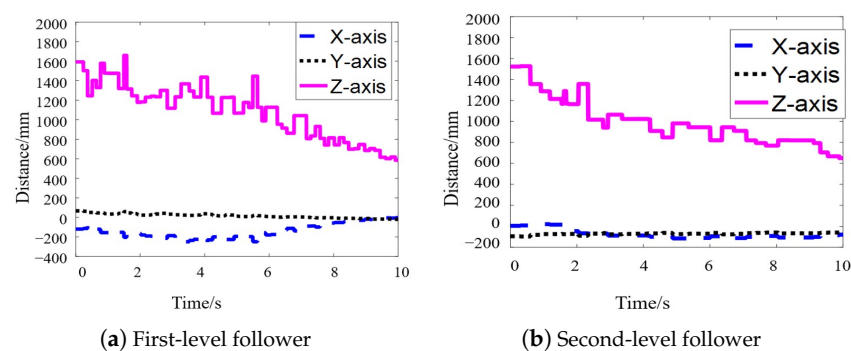 2000
1800
1600
1400
1200
1000
800
600
400
200
0
−200
−400
Distance/mm
X-axis
Y-axis
Z-axis
0 2 4 6 8 10
Time/s
(a) First-level follower
2000
1800
1600
1400
1200
1000
800
600
400
200
0
-200
Distance/mm
X-axis
Y-axis
Z-axis
0 2 4 6 8 10
Time/s
(b) Second-level follower